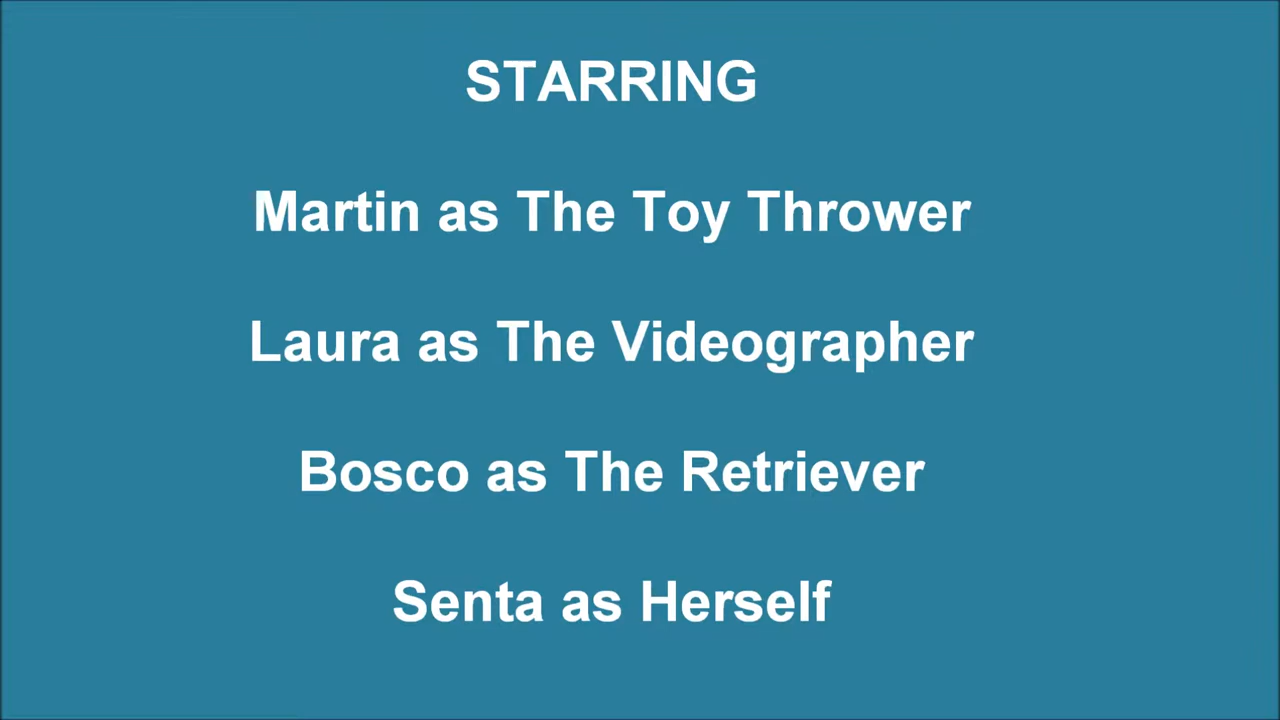 STARRING
Martin as The Toy Thrower
Laura as The Videographer
Bosco as The Retriever
Senta as Herself